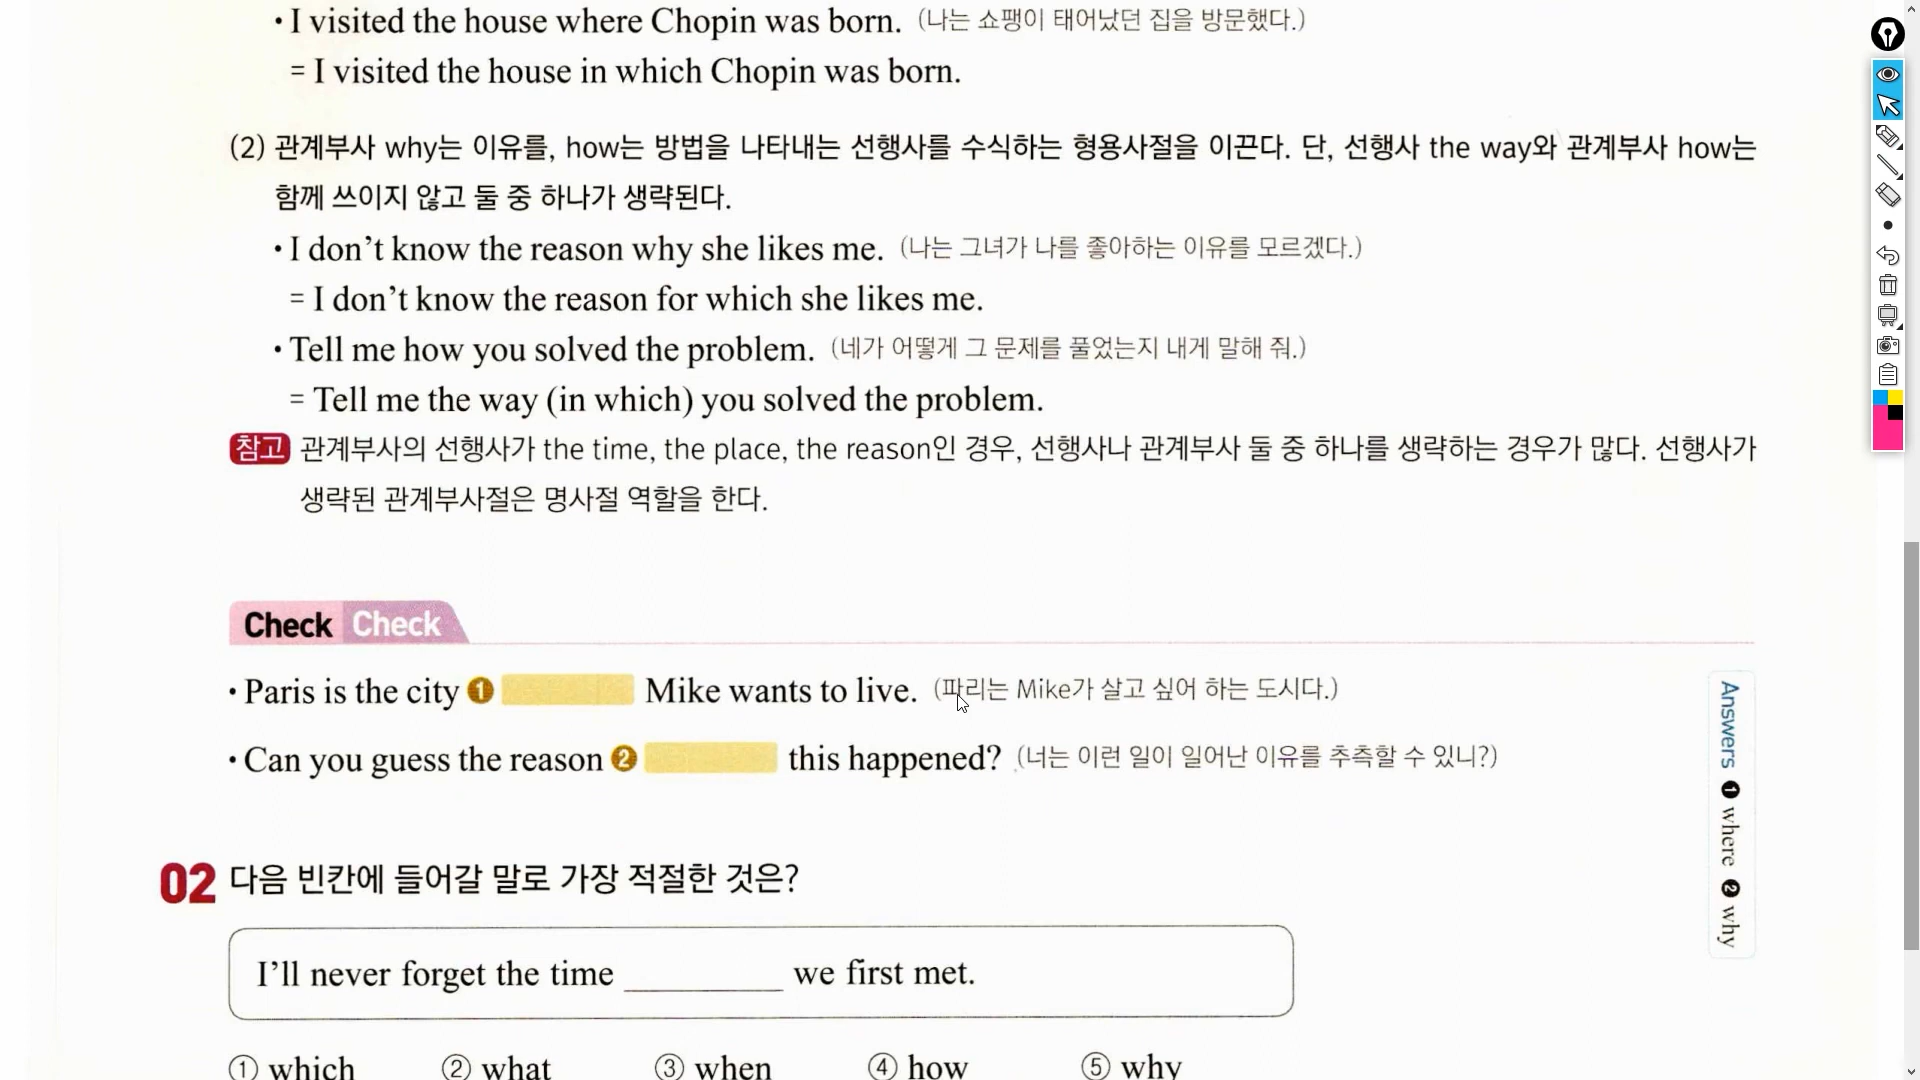 • I visited the house where Chopin was born. (나는 쇼팽이 태어났던 집을 방문했다.)
= I visited the house in which Chopin was born.
(2) 관계부사 why는 이유를, how는 방법을 나타내는 선행사를 수식하는 형용사절을 이끈다. 단, 선행사 the way와 관계부사 how는
함께 쓰이지 않고 둘 중 하나가 생략된다.
• I don’t know the reason why she likes me. (나는 그녀가 나를 좋아하는 이유를 모르겠다.)
= I don’t know the reason for which she likes me.
• Tell me how you solved the problem. (네가 어떻게 그 문제를 풀었는지 내게 말해 줘.)
= Tell me the way (in which) you solved the problem.
참고 관계부사의 선행사가 the time, the place, the reason인 경우, 선행사나 관계부사 둘 중 하나를 생략하는 경우가 많다. 선행사가
생략된 관계부사절은 명사절 역할을 한다.
Check Check
• Paris is the city ❶ Mike wants to live. (파리는 Mike가 살고 싶어 하는 도시다.)
• Can you guess the reason ❷ this happened? (너는 이런 일이 일어난 이유를 추측할 수 있니?)
Answers ❶ where ❷ why
02 다음 빈칸에 들어갈 말로 가장 적절한 것은?
I’ll never forget the time ________ we first met.
① which ② what ③ when ④ how ⑤ why